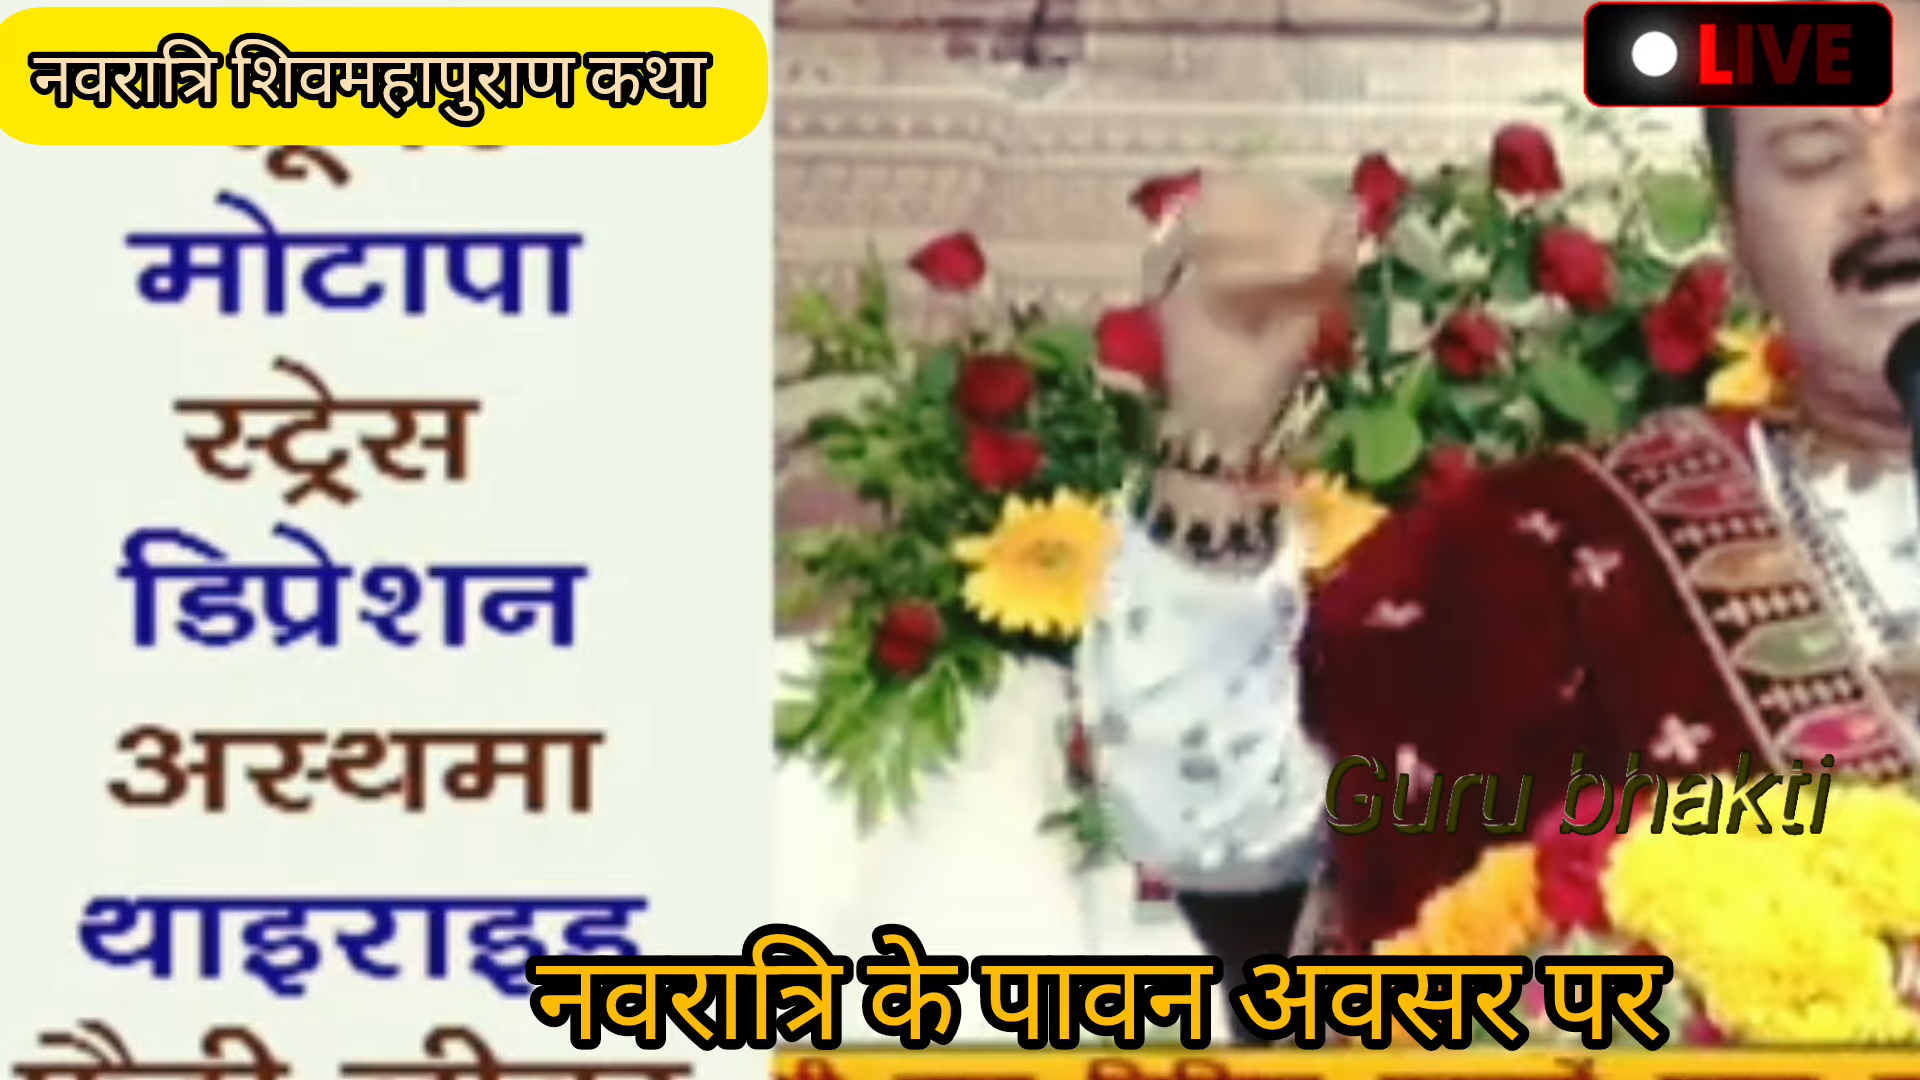 नवरात्रि शिवमहापुराण कथा
LIVE
मोटापा
स्ट्रेस
डिप्रेशन
अस्थमा
थाइराइड
Guru bhakti
नवरात्रि के पावन अवसर पर